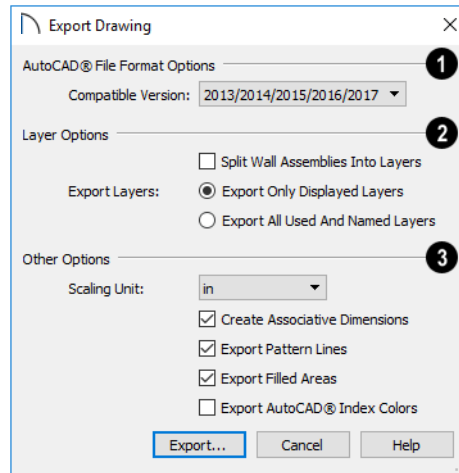 Export Drawing
AutoCAD® File Format Options 1
Compatible Version: 2013/2014/2015/2016/2017
Layer Options 2
Split Wall Assemblies Into Layers
Export Layers: Export Only Displayed Layers
Export All Used And Named Layers
Other Options 3
Scaling Unit: in
Create Associative Dimensions
Export Pattern Lines
Export Filled Areas
Export AutoCAD® Index Colors
Export... Cancel Help